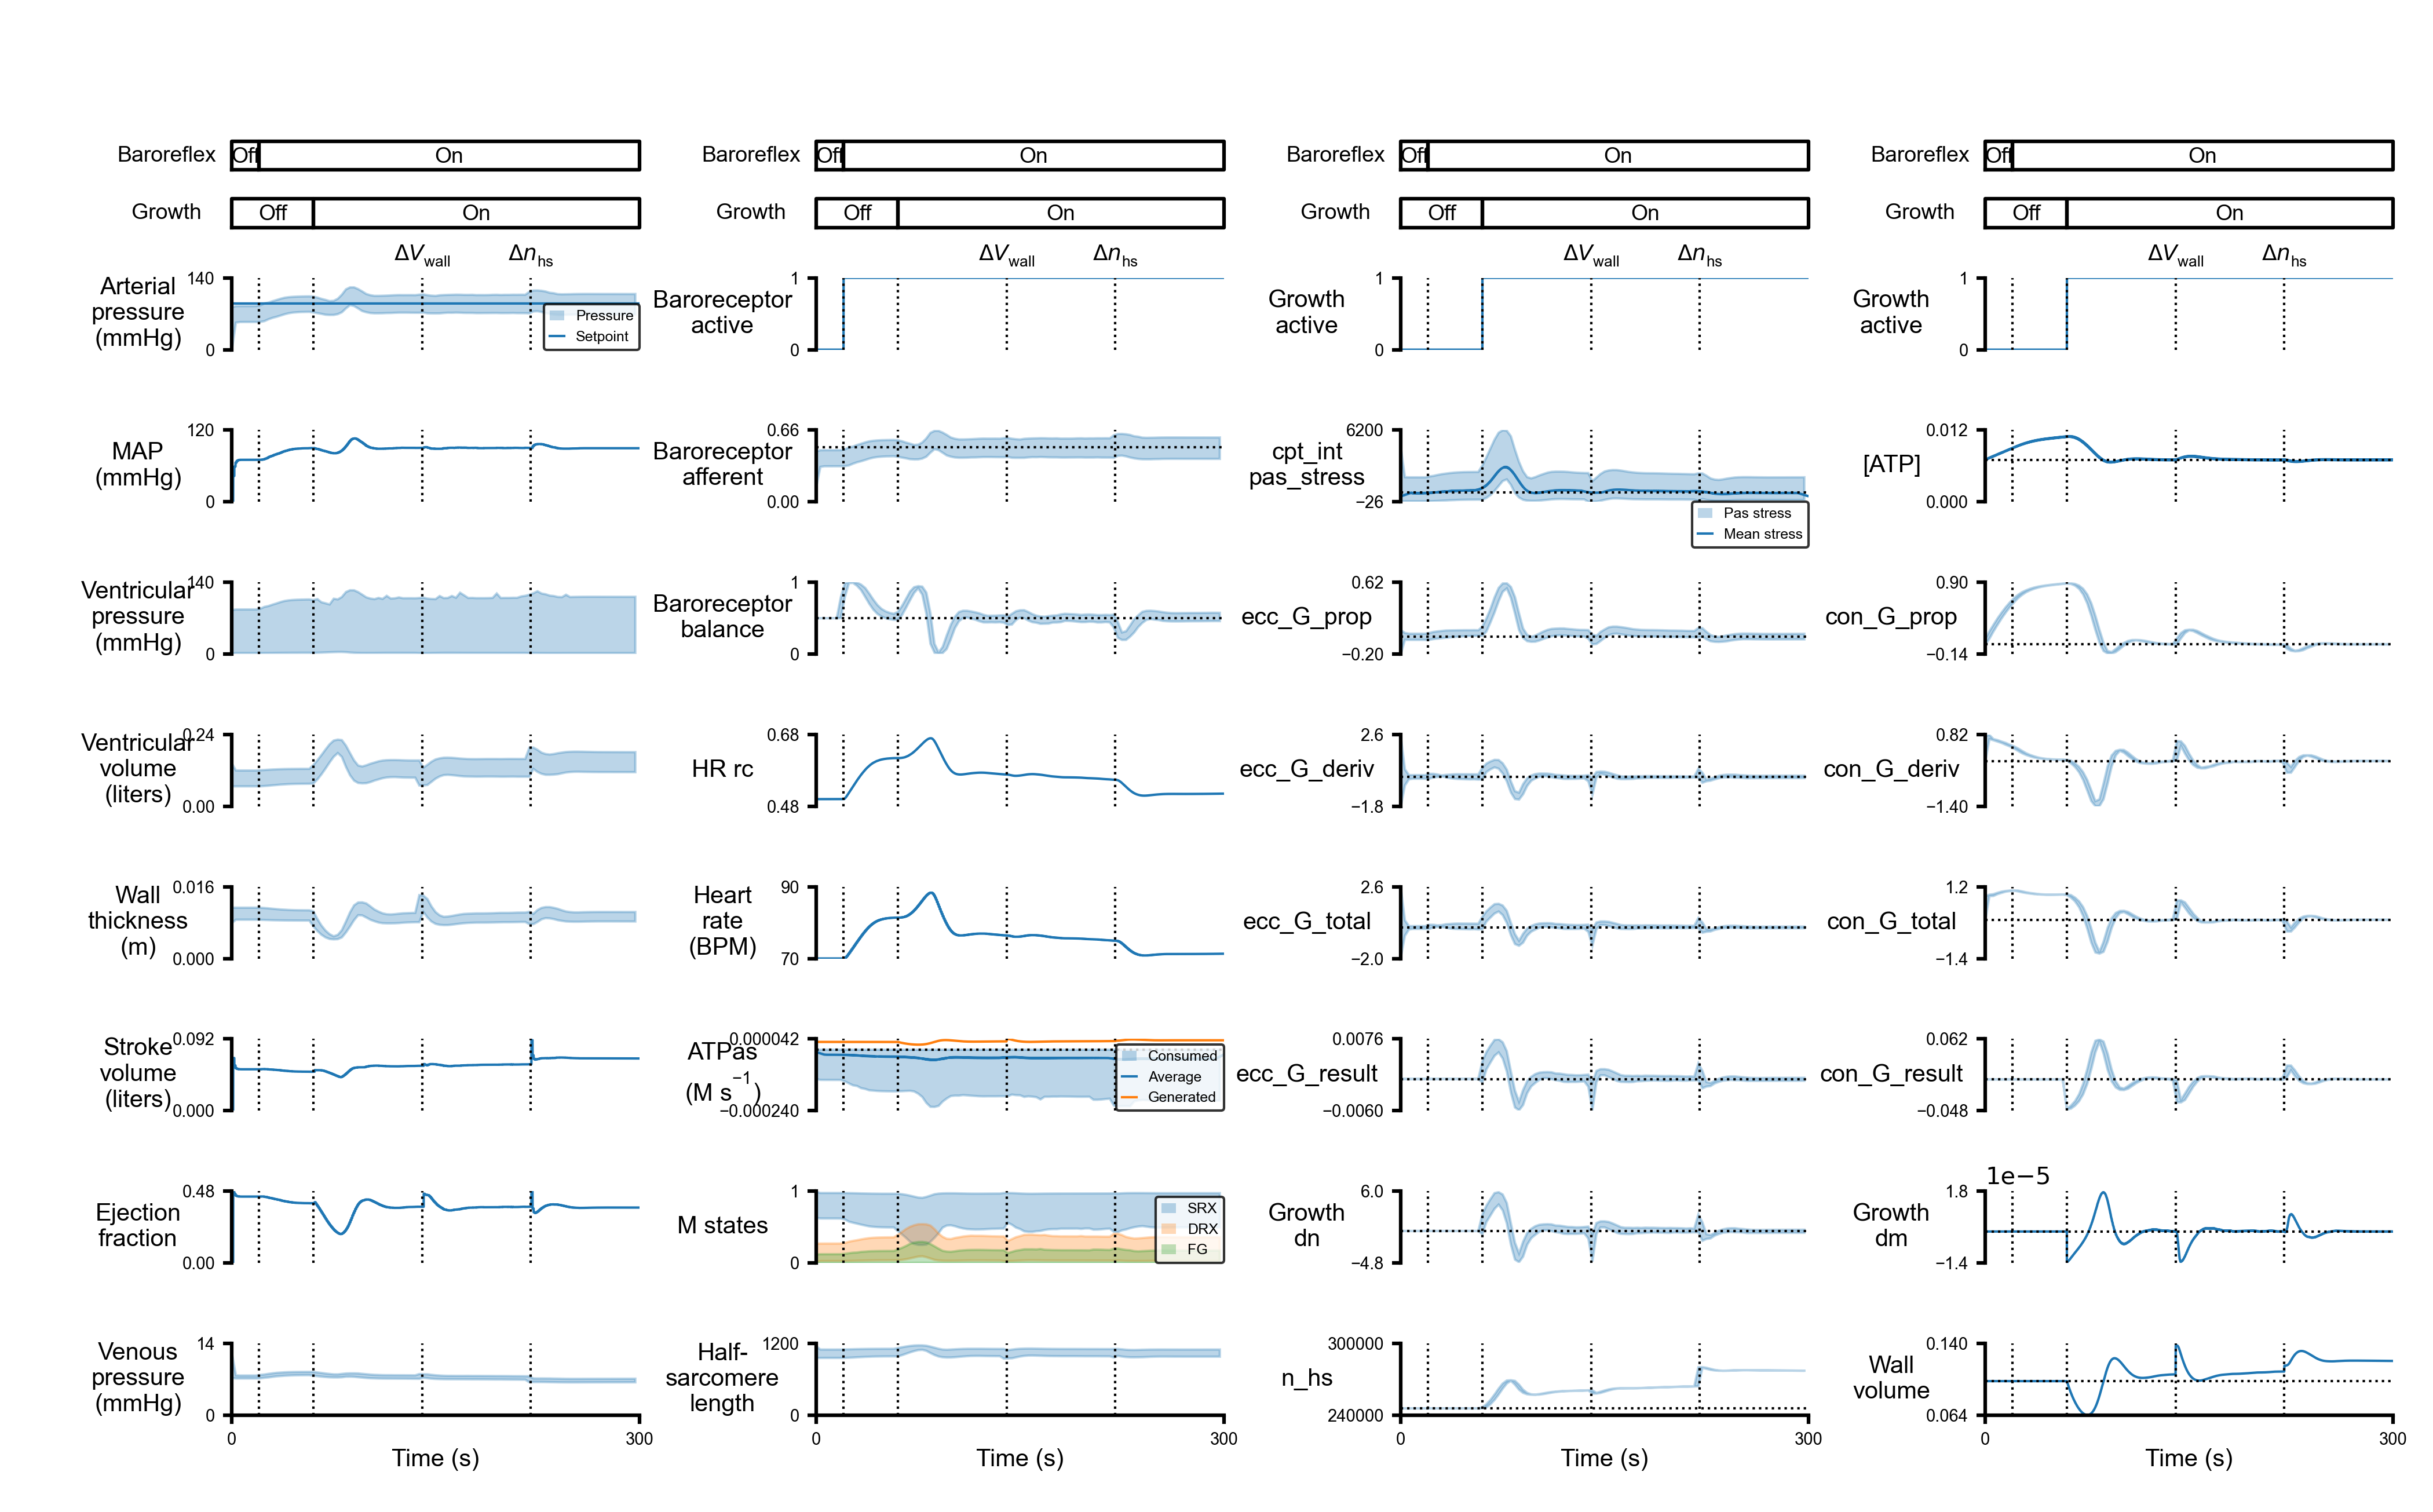 Baroreflex Off On Baroreflex Off On Baroreflex Off On Baroreflex Off On
Growth Off On Growth Off On Growth Off On Growth Off On
ΔVwall Δnhs ΔVwall Δnhs ΔVwall Δnhs ΔVwall Δnhs
Arterial
pressure
(mmHg)
140
0
Pressure
Setpoint
Baroreceptor
active
1
0
Growth
active
1
0
Growth
active
1
0
MAP
(mmHg)
120
0
Baroreceptor
afferent
0.66
0.00
cpt_int
pas_stress
6200
−26
Pas stress
Mean stress
[ATP]
0.012
0.000
Ventricular
pressure
(mmHg)
140
0
Baroreceptor
balance
1
0
ecc_G_prop
0.62
−0.20
con_G_prop
0.90
−0.14
Ventricular
volume
(liters)
0.24
0.00
HR rc
0.68
0.48
ecc_G_deriv
2.6
−1.8
con_G_deriv
0.82
−1.40
Wall
thickness
(m)
0.016
0.000
Heart
rate
(BPM)
90
70
ecc_G_total
2.6
−2.0
con_G_total
1.2
−1.4
Stroke
volume
(liters)
0.092
0.000
ATPas
(M s−1)
0.000042
−0.000240
Consumed
Average
Generated
ecc_G_result
0.0076
−0.0060
con_G_result
0.062
−0.048
Ejection
fraction
0.48
0.00
M states
1
0
SRX
DRX
FG
Growth
dn
6.0
−4.8
Growth
dm
1e−5
1.8
−1.4
Venous
pressure
(mmHg)
14
0
0 300
Time (s)
Half-
sarcomere
length
1200
0
0 300
Time (s)
n_hs
300000
240000
0 300
Time (s)
Wall
volume
0.140
0.064
0 300
Time (s)